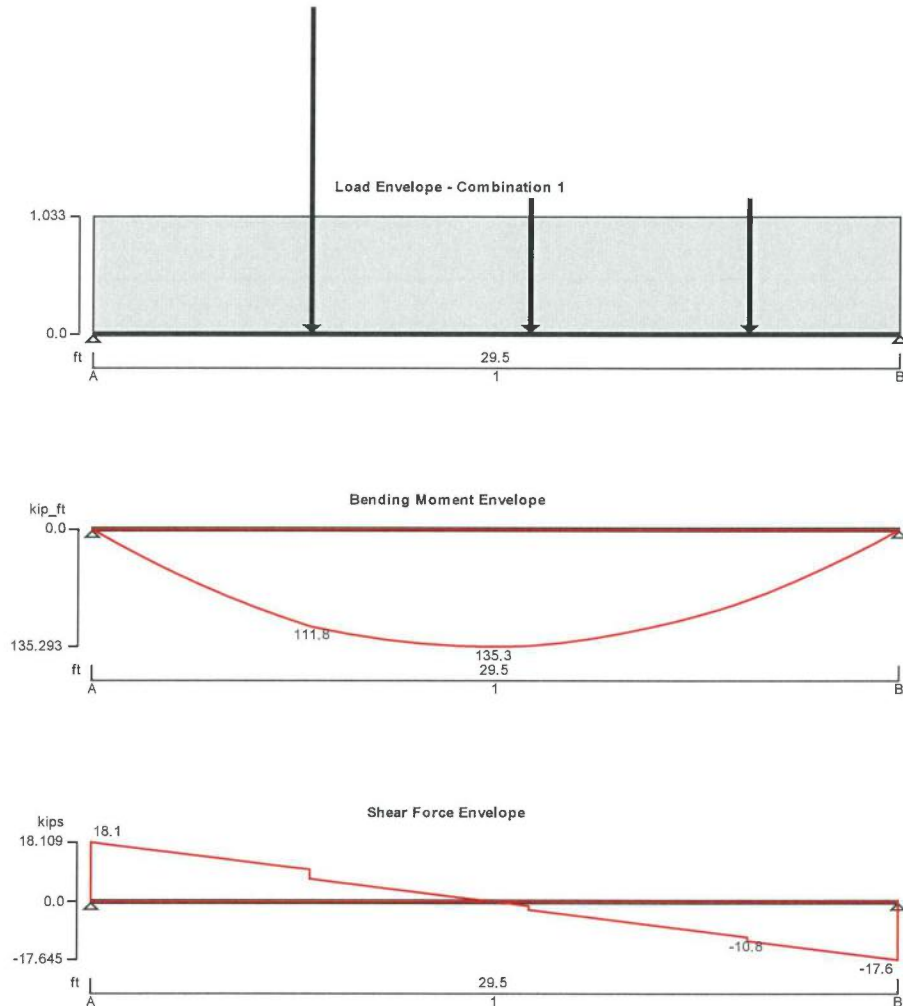 Load Envelope - Combination 1
1.033
0.0
ft 29.5
A 1 B
Bending Moment Envelope
kip_ft
0.0
111.8
135.293 135.3
ft 29.5
A 1 B
Shear Force Envelope
kips
18.109 18.1
0.0
-10.8
-17.645 -17.6
ft 29.5
A 1 B